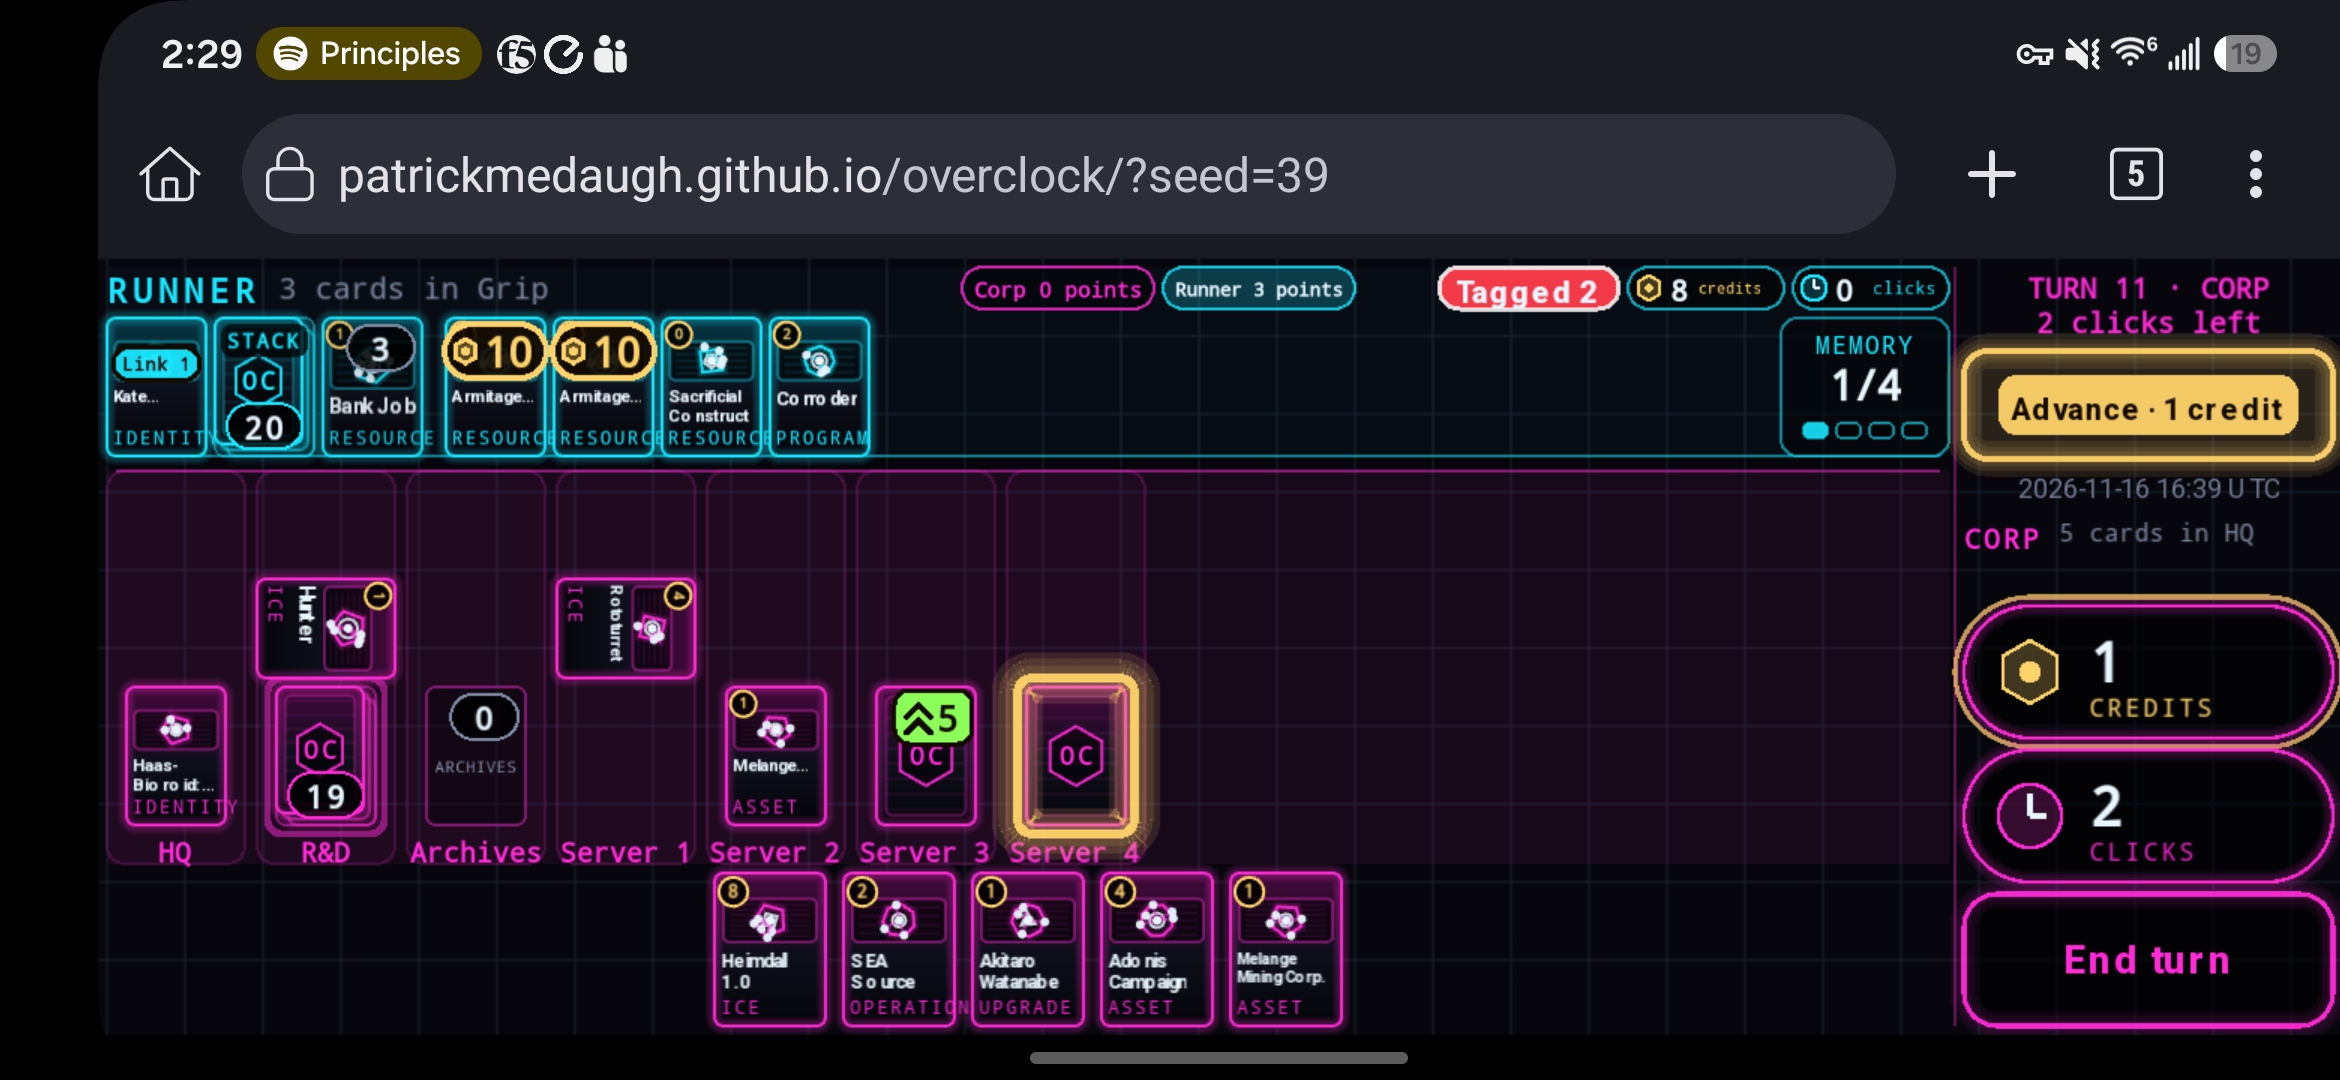 2:29 Principles f5 6 19
patrickmedaugh.github.io/overclock/?seed=39 5
RUNNER 3 cards in Grip Corp 0 points Runner 3 points Tagged 2 8 credits 0 clicks
Link 1
Kate...
IDENTITY
STACK
OC
20
1 3
Bank Job
RESOURCE
10
Armitage...
RESOURCE
10
Armitage...
RESOURCE
0
Sacrificial
Construct
RESOURCE
2
Corroder
PROGRAM
MEMORY
1/4
TURN 11 · CORP
2 clicks left
Advance · 1 credit
2026-11-16 16:39 UTC
CORP 5 cards in HQ
1
CREDITS
2
CLICKS
End turn
ICE
Hunter
1
ICE
Rototurret
4
Haas-
Bioroid:...
IDENTITY
HQ
OC
19
R&D
0
ARCHIVES
Archives
Server 1
1
Melange...
ASSET
Server 2
5
OC
Server 3
OC
Server 4
8
Heimdall
1.0
ICE
2
SEA
Source
OPERATION
1
Akitaro
Watanabe
UPGRADE
4
Adonis
Campaign
ASSET
1
Melange
Mining Corp.
ASSET